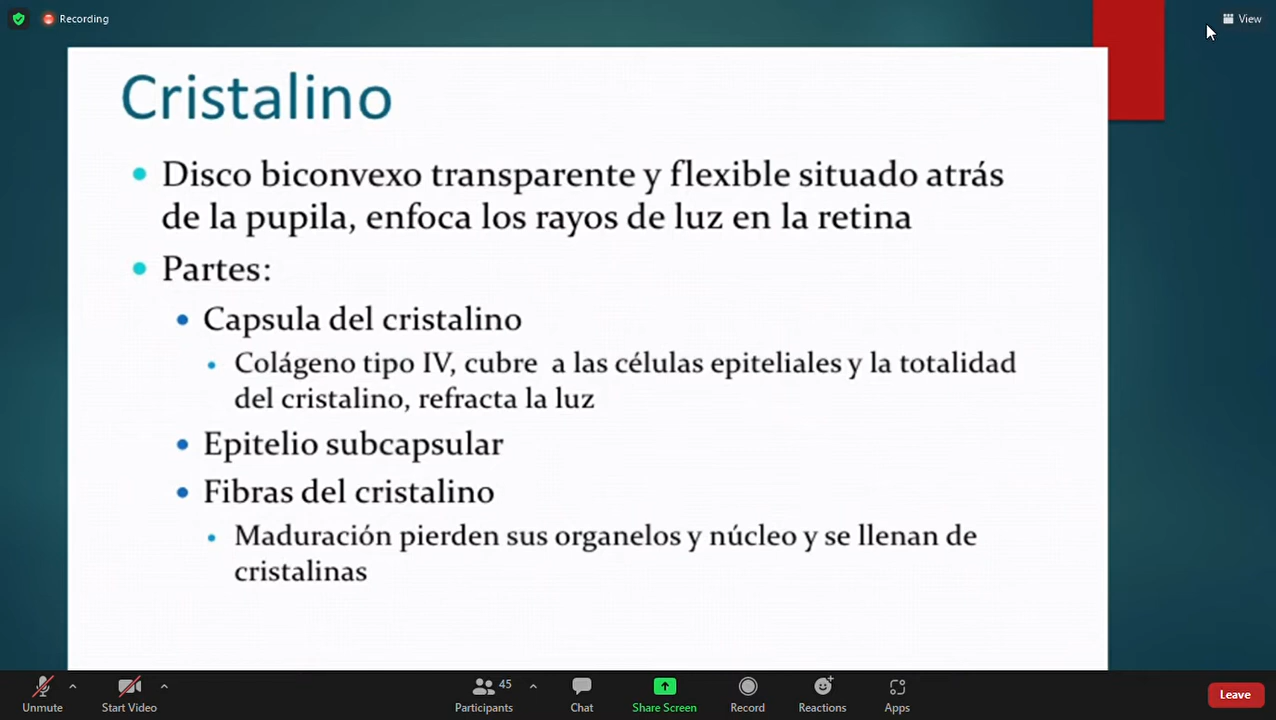 Recording
View
Cristalino
Disco biconvexo transparente y flexible situado atrás
de la pupila, enfoca los rayos de luz en la retina
Partes:
Capsula del cristalino
Colágeno tipo IV, cubre  a las células epiteliales y la totalidad
del cristalino, refracta la luz
Epitelio subcapsular
Fibras del cristalino
Maduración pierden sus organelos y núcleo y se llenan de
cristalinas
Unmute
Start Video
45
Participants
Chat
Share Screen
Record
Reactions
Apps
Leave